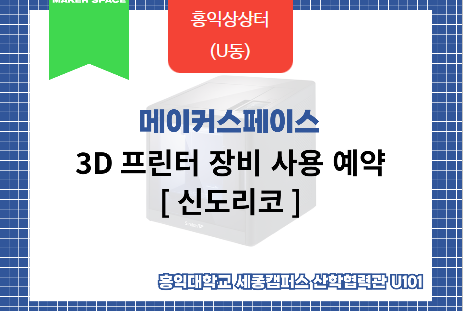 MAKER SPACE
홍익상상터
(U동)
메이커스페이스
3D 프린터 장비 사용 예약
[ 신도리코 ]
홍익대학교 세종캠퍼스 산학협력관 U101